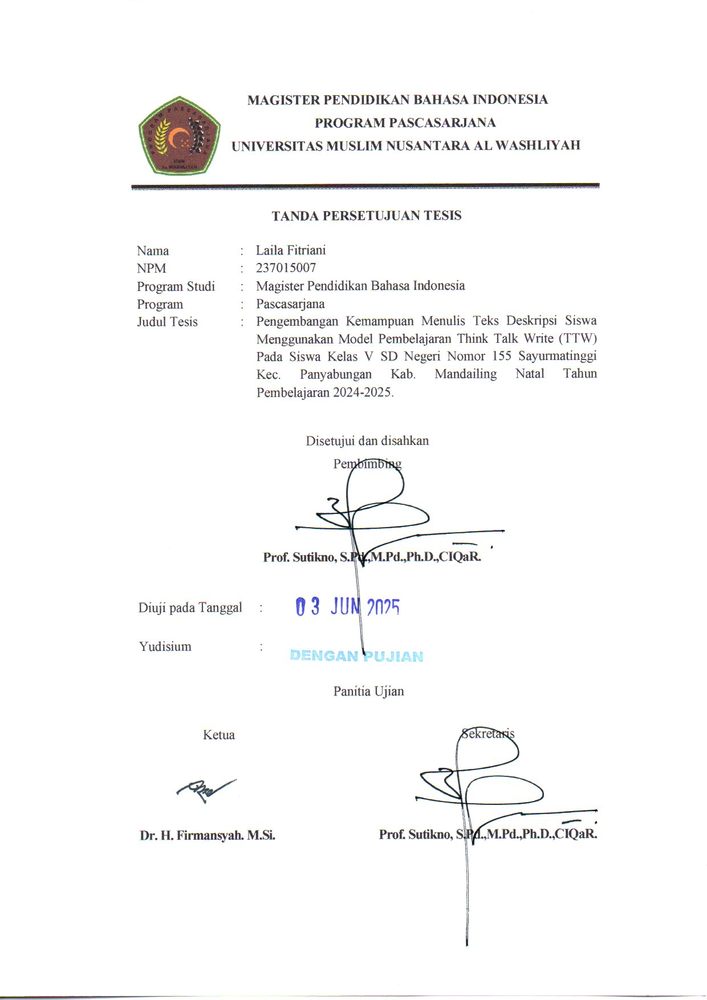 MAGISTER PENDIDIKAN BAHASA INDONESIA
PROGRAM PASCASARJANA
UNIVERSITAS MUSLIM NUSANTARA AL WASHLIYAH
PROGRAM PASCASARJANA
UMN
AL WASHLIYAH
TANDA PERSETUJUAN TESIS
Nama : Laila Fitriani
NPM : 237015007
Program Studi : Magister Pendidikan Bahasa Indonesia
Program : Pascasarjana
Judul Tesis : Pengembangan Kemampuan Menulis Teks Deskripsi Siswa
Menggunakan Model Pembelajaran Think Talk Write (TTW)
Pada Siswa Kelas V SD Negeri Nomor 155 Sayurmatinggi
Kec. Panyabungan Kab. Mandailing Natal Tahun
Pembelajaran 2024-2025.
Disetujui dan disahkan
Pembimbing
Prof. Sutikno, S.Pd.,M.Pd.,Ph.D.,CIQaR.
Diuji pada Tanggal : 03 JUN 2025
Yudisium : DENGAN PUJIAN
Panitia Ujian
Ketua Sekretaris
Dr. H. Firmansyah. M.Si. Prof. Sutikno, S.Pd.,M.Pd.,Ph.D.,CIQaR.